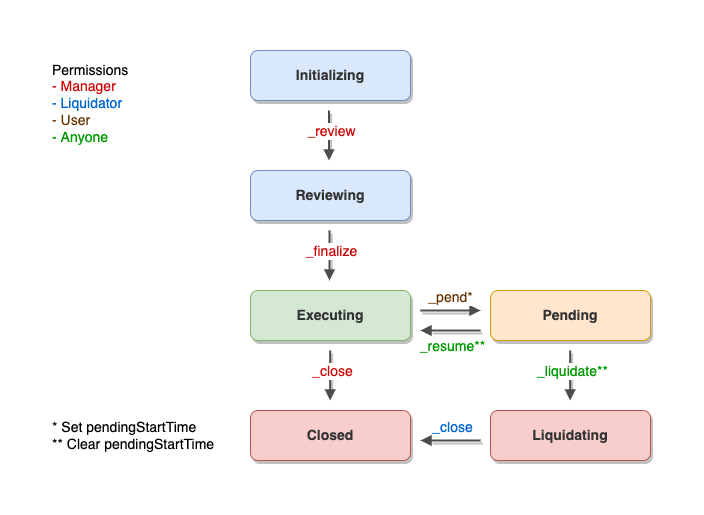 Permissions
- Manager
- Liquidator
- User
- Anyone
Initializing
_review
Reviewing
_finalize
Executing
_pend*
_resume**
Pending
_close
_liquidate**
* Set pendingStartTime
** Clear pendingStartTime
Closed
_close
Liquidating